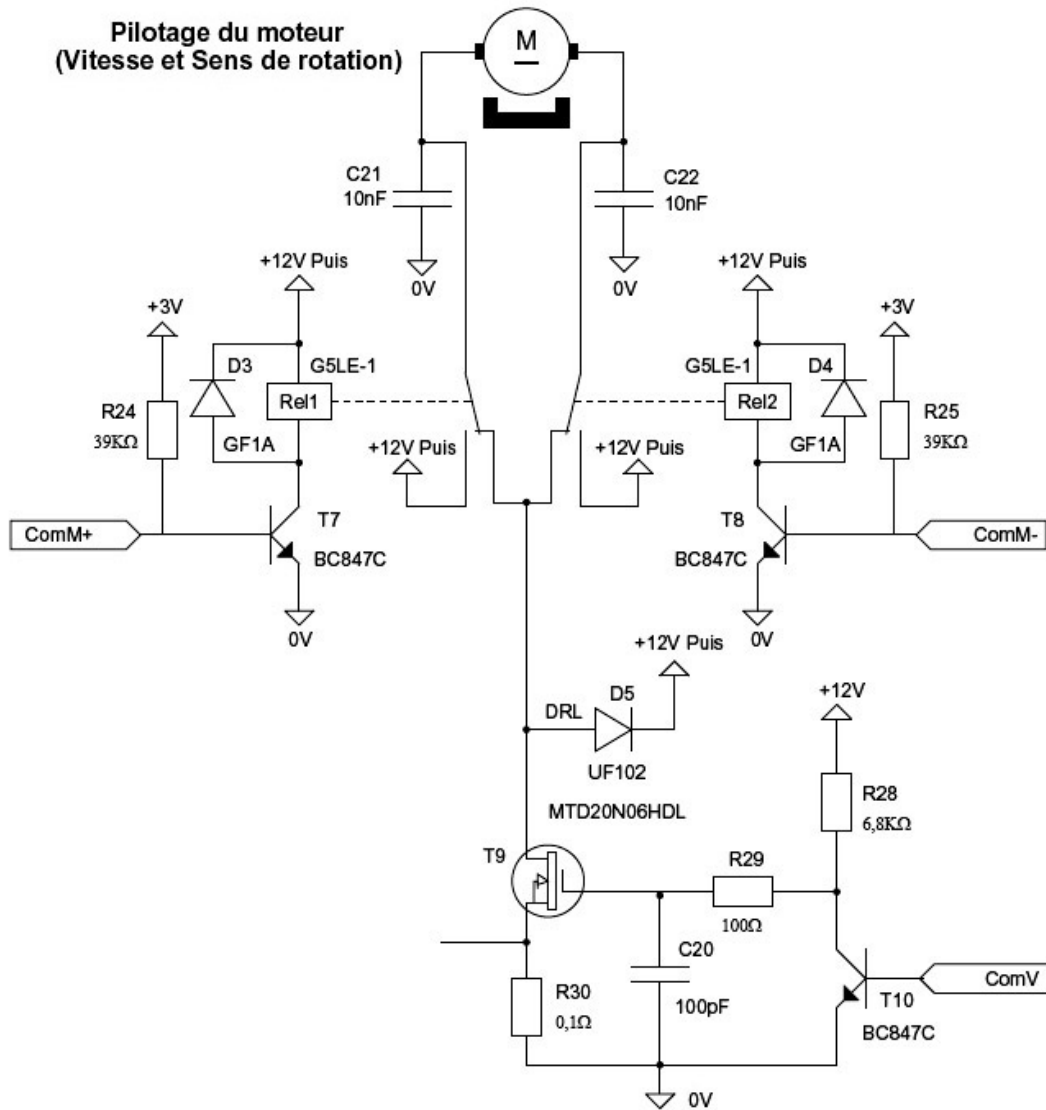 Pilotage du moteur
(Vitesse et Sens de rotation)
M
C21
10nF
C22
10nF
0V
0V
+12V Puis
+12V Puis
+3V
+3V
D3
G5LE-1
G5LE-1
D4
R24
39KΩ
Rel1
Rel2
R25
39KΩ
GF1A
GF1A
+12V Puis
+12V Puis
ComM+
T7
BC847C
T8
BC847C
ComM-
0V
0V
+12V Puis
D5
DRL
UF102
+12V
MTD20N06HDL
R28
6,8KΩ
T9
R29
100Ω
C20
100pF
R30
0,1Ω
ComV
T10
BC847C
0V